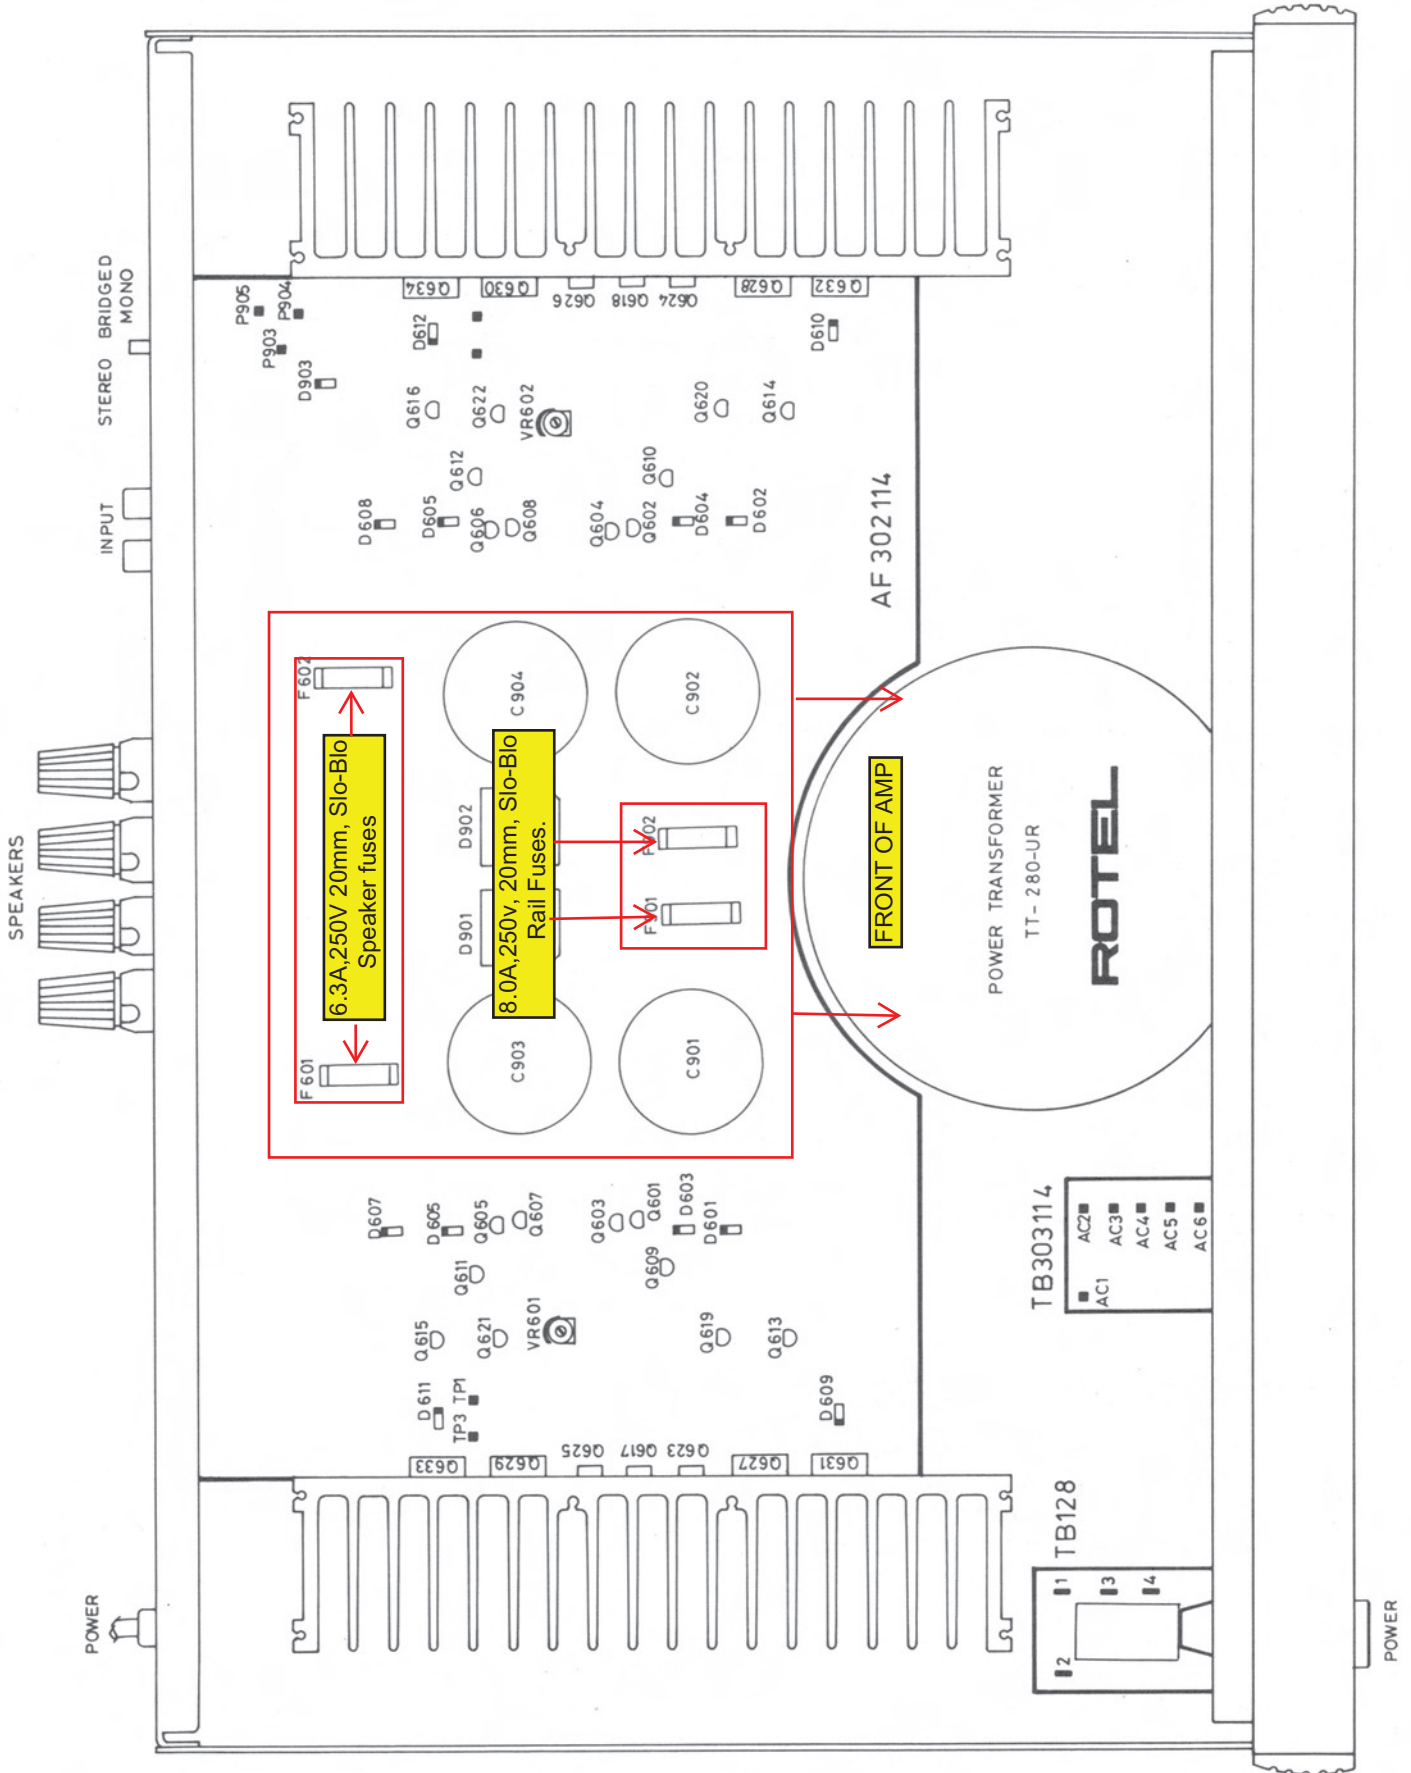 STEREO BRIDGED
MONO
INPUT
SPEAKERS
POWER
P905
P904
P903
D903
Q634
Q630
Q626
Q618
Q624
Q628
Q632
D612
D610
Q616
Q622
VR602
Q620
Q614
Q612
Q610
D608
D605
Q606
Q608
Q604
Q602
D604
D602
AF 302114
F602
C904
C902
6.3A,250V 20mm, Slo-Blo
Speaker fuses
8.0A,250v, 20mm, Slo-Blo
Rail Fuses.
D902
D901
F902
F901
FRONT OF AMP
POWER TRANSFORMER
TT-280-UR
ROTEL
F601
C903
C901
D607
D605
Q605
Q607
Q603
Q601
D603
D601
Q611
Q609
Q615
Q621
VR601
Q619
Q613
D611
TP1
TP3
D609
Q633
Q629
Q625
Q617
Q623
Q627
Q631
TB303114
AC2
AC3
AC4
AC5
AC6
AC1
TB128
1
3
4
2
POWER